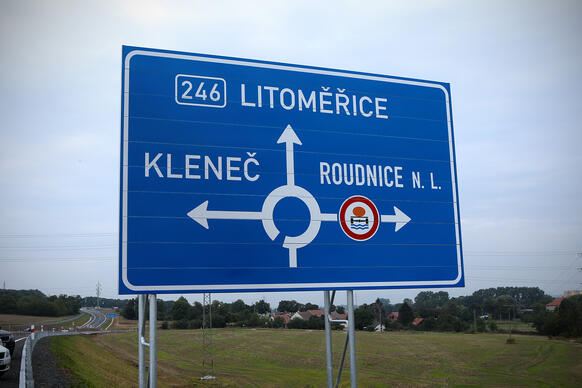 246 LITOMĚŘICE
KLENEČ
ROUDNICE N. L.